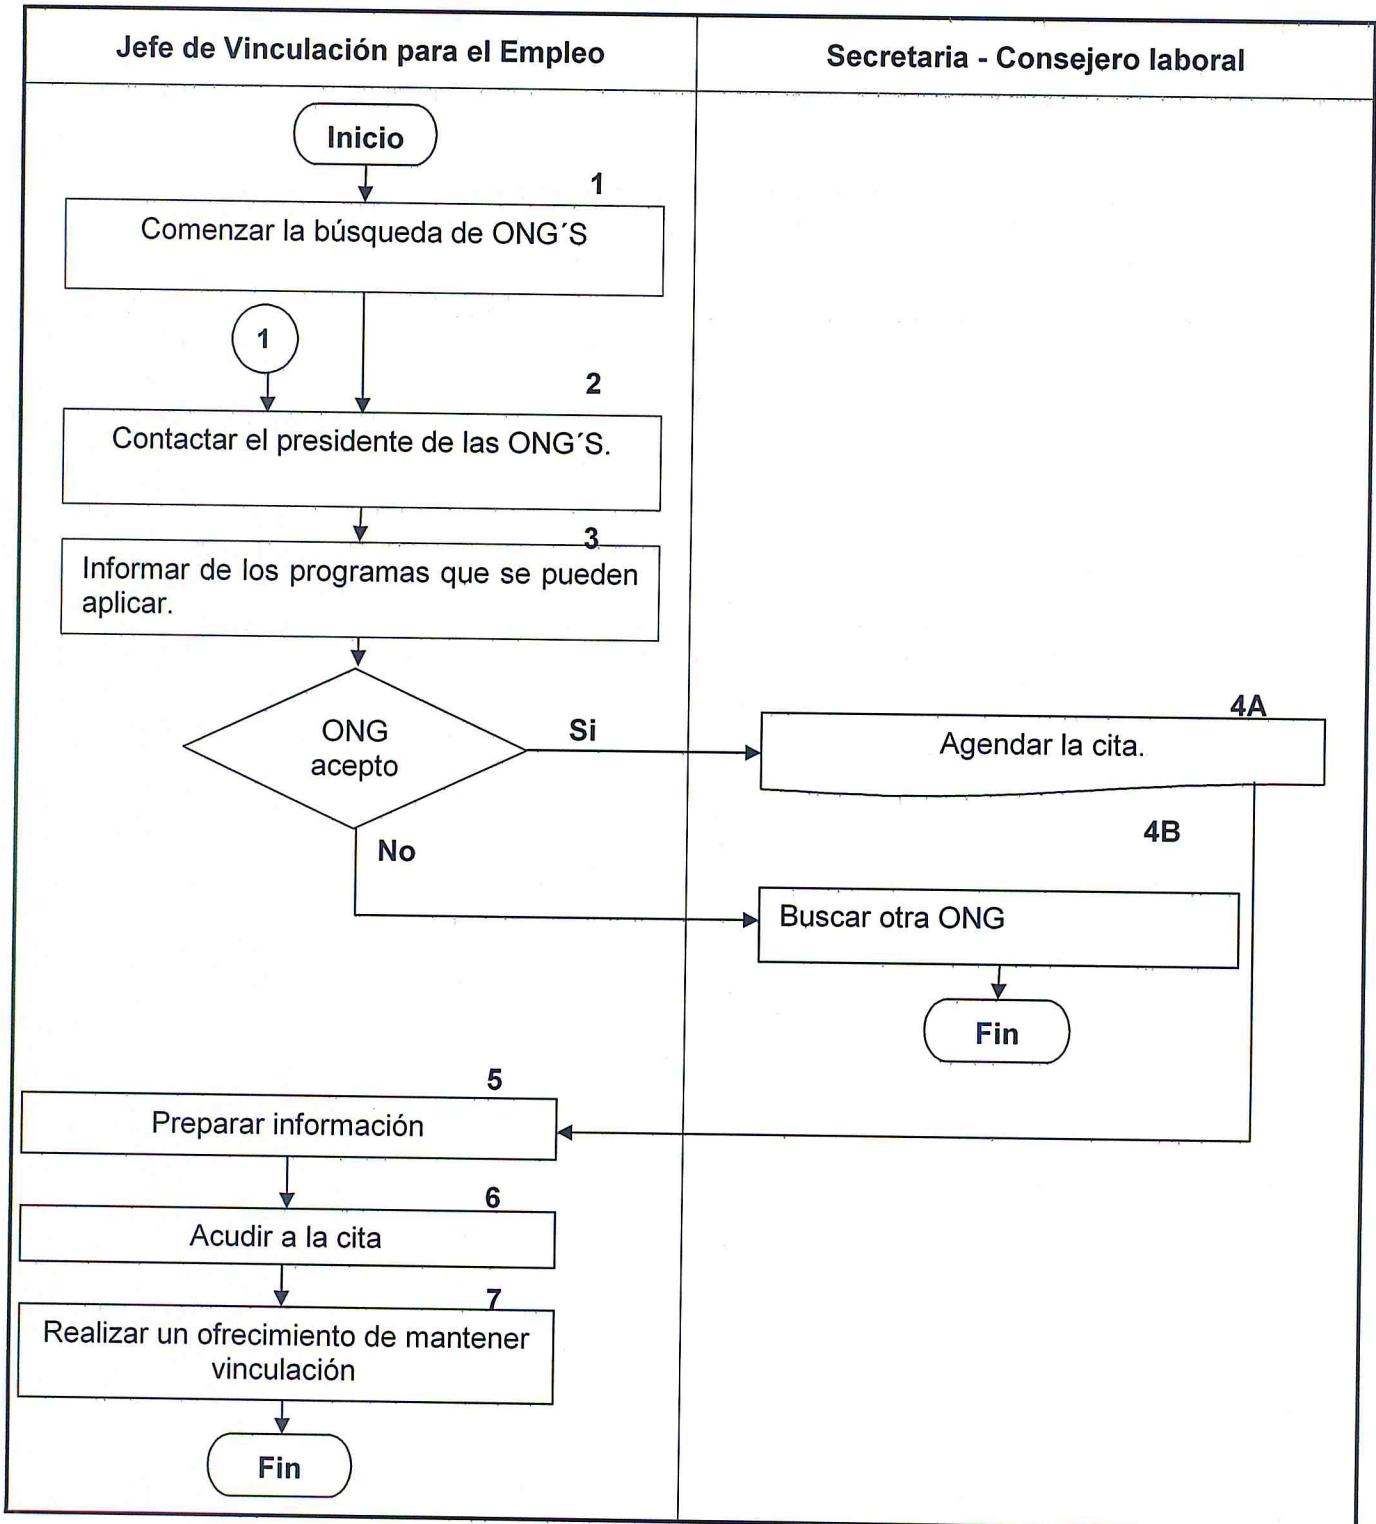 Jefe de Vinculación para el Empleo
Secretaria - Consejero laboral
Inicio
1
Comenzar la búsqueda de ONG´S
1
2
Contactar el presidente de las ONG´S.
3
Informar de los programas que se pueden
aplicar.
ONG
acepto
Si
4A
Agendar la cita.
No
4B
Buscar otra ONG
Fin
5
Preparar información
6
Acudir a la cita
7
Realizar un ofrecimiento de mantener
vinculación
Fin